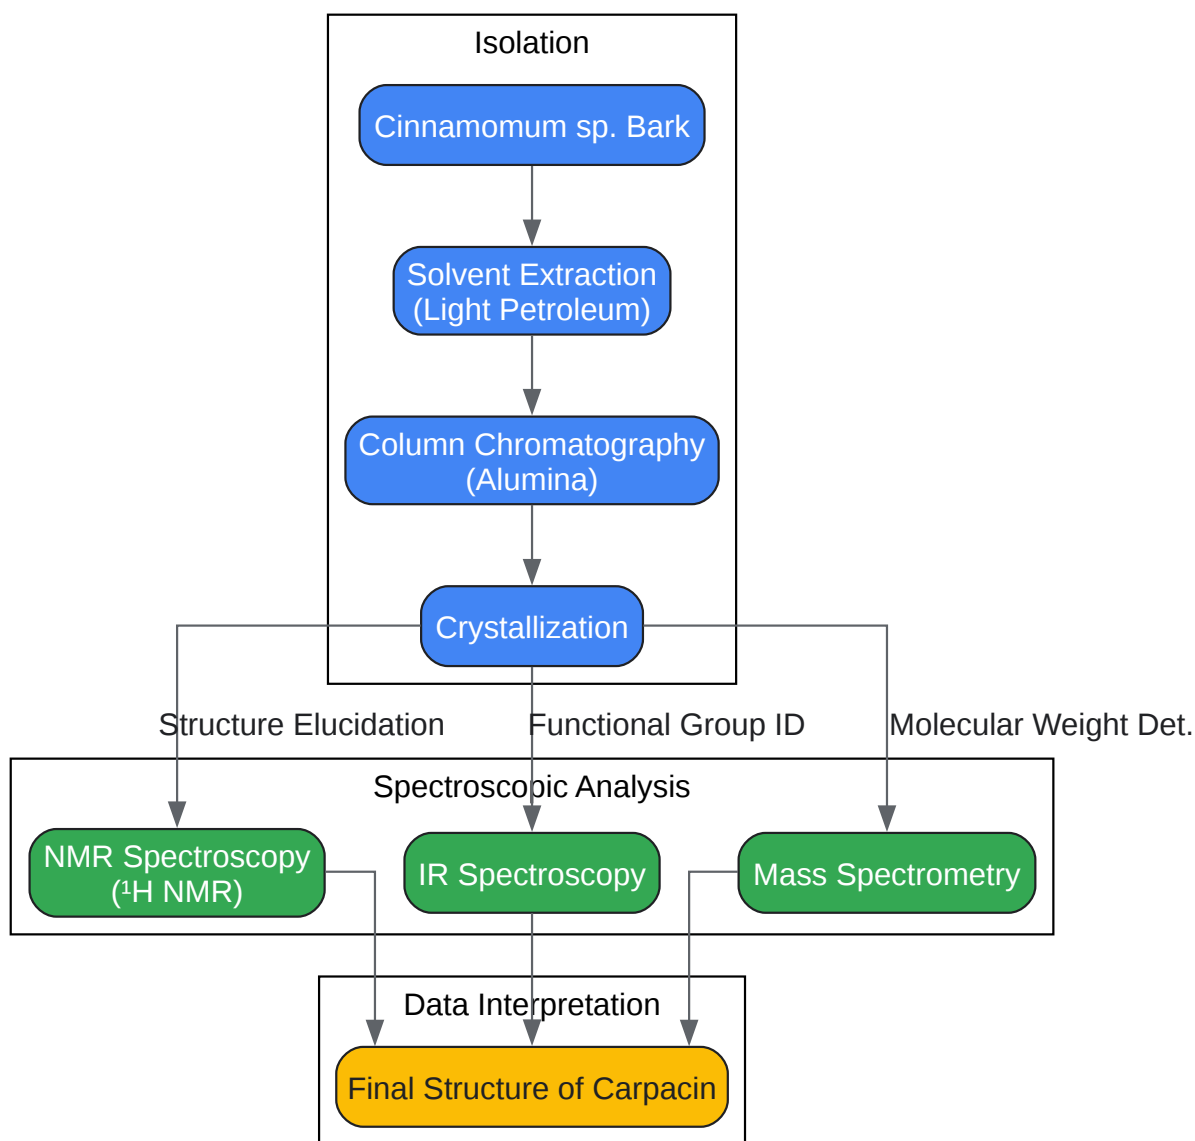 Isolation
Cinnamomum sp. Bark
Solvent Extraction
(Light Petroleum)
Column Chromatography
(Alumina)
Crystallization
Structure Elucidation
Functional Group ID
Molecular Weight Det.
Spectroscopic Analysis
NMR Spectroscopy
(¹H NMR)
IR Spectroscopy
Mass Spectrometry
Data Interpretation
Final Structure of Carpacin